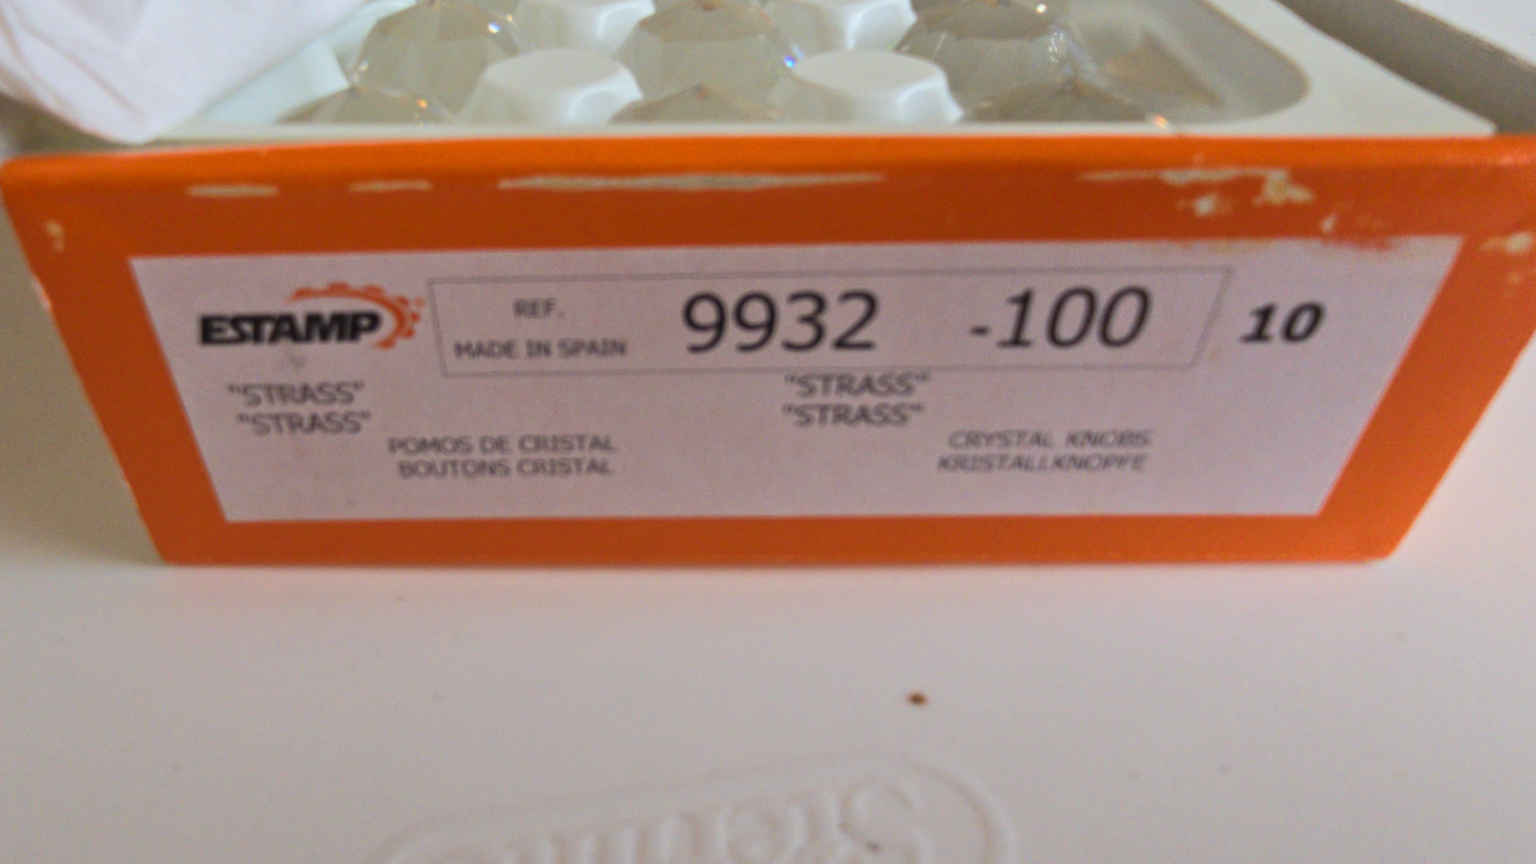 ESTAMP
REF.
MADE IN SPAIN
9932 -100
10
"STRASS"
"STRASS"
"STRASS"
"STRASS"
POMOS DE CRISTAL
BOUTONS CRISTAL
CRYSTAL KNOBS
KRISTALLKNOPFE